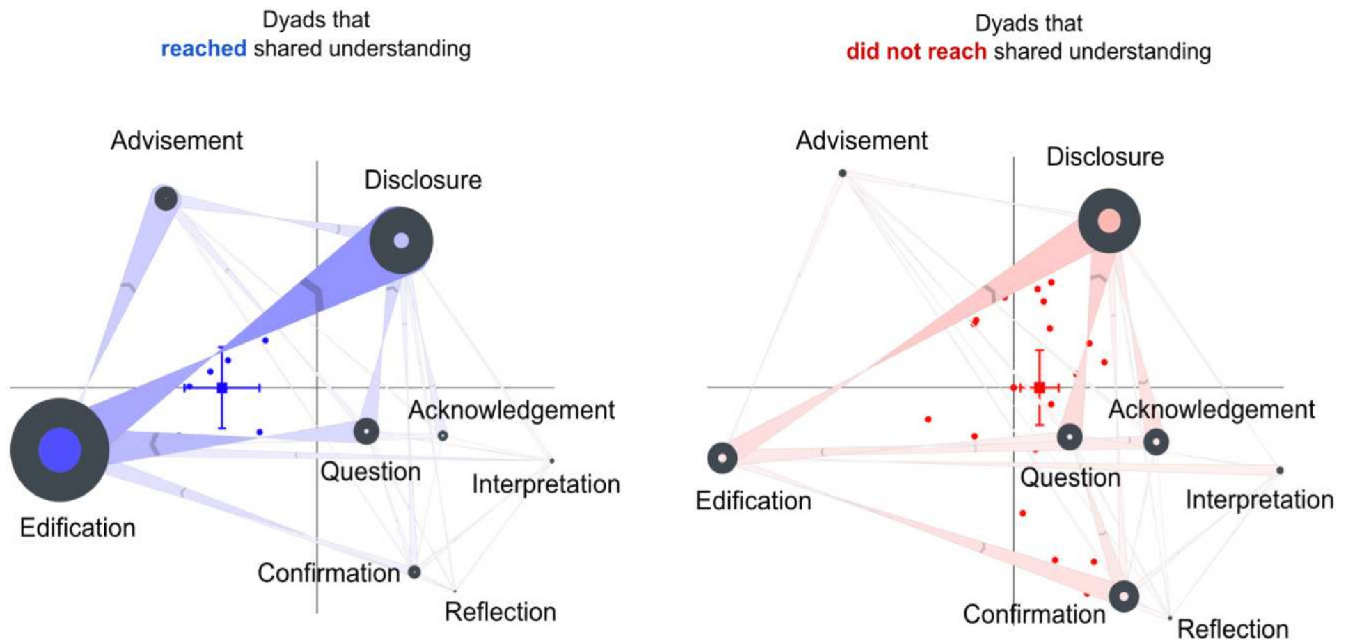 Dyads that
reached shared understanding
Advisement
Disclosure
Acknowledgement
Question
Interpretation
Edification
Confirmation
Reflection
Dyads that
did not reach shared understanding
Advisement
Disclosure
Acknowledgement
Question
Interpretation
Edification
Confirmation
Reflection